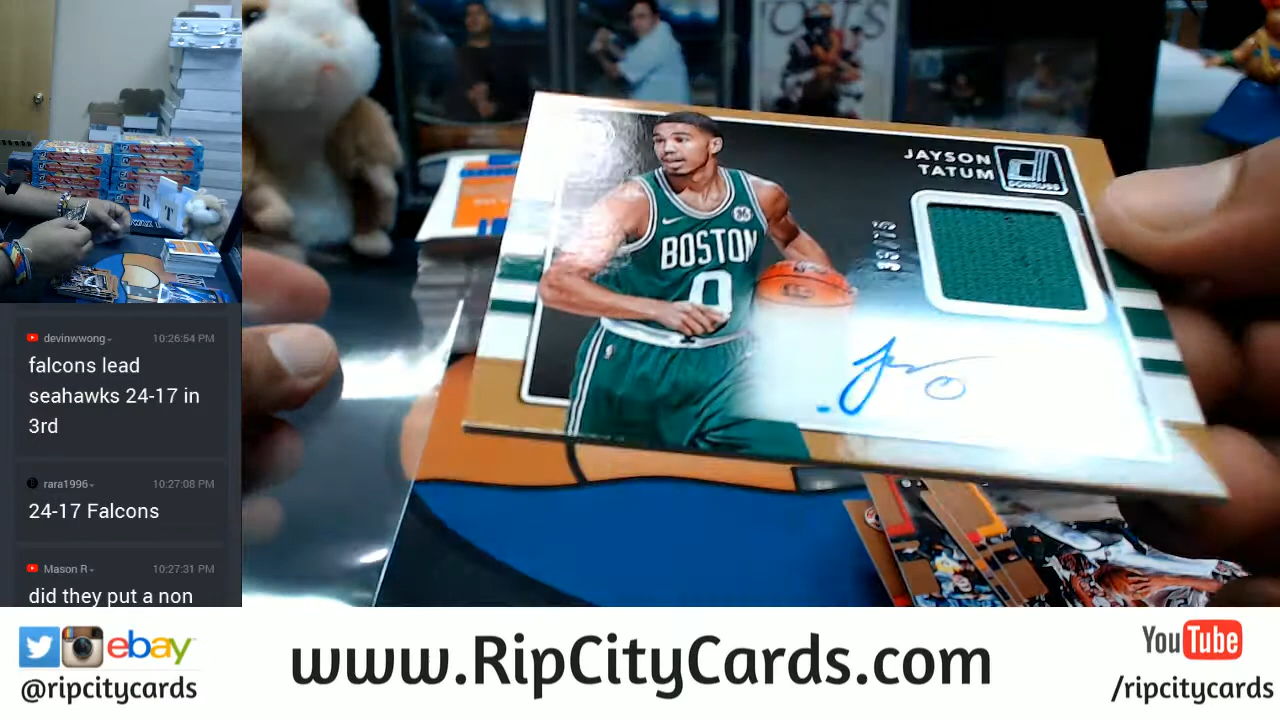 devinwwong
10:26:54 PM
falcons lead
seahawks 24-17 in
3rd
rara1996
10:27:08 PM
24-17 Falcons
Mason R
10:27:31 PM
did they put a non
JAYSON
TATUM
DONRUSS
BOSTON
0
R T
ebay
@ripcitycards
www.RipCityCards.com
YouTube
/ripcitycards